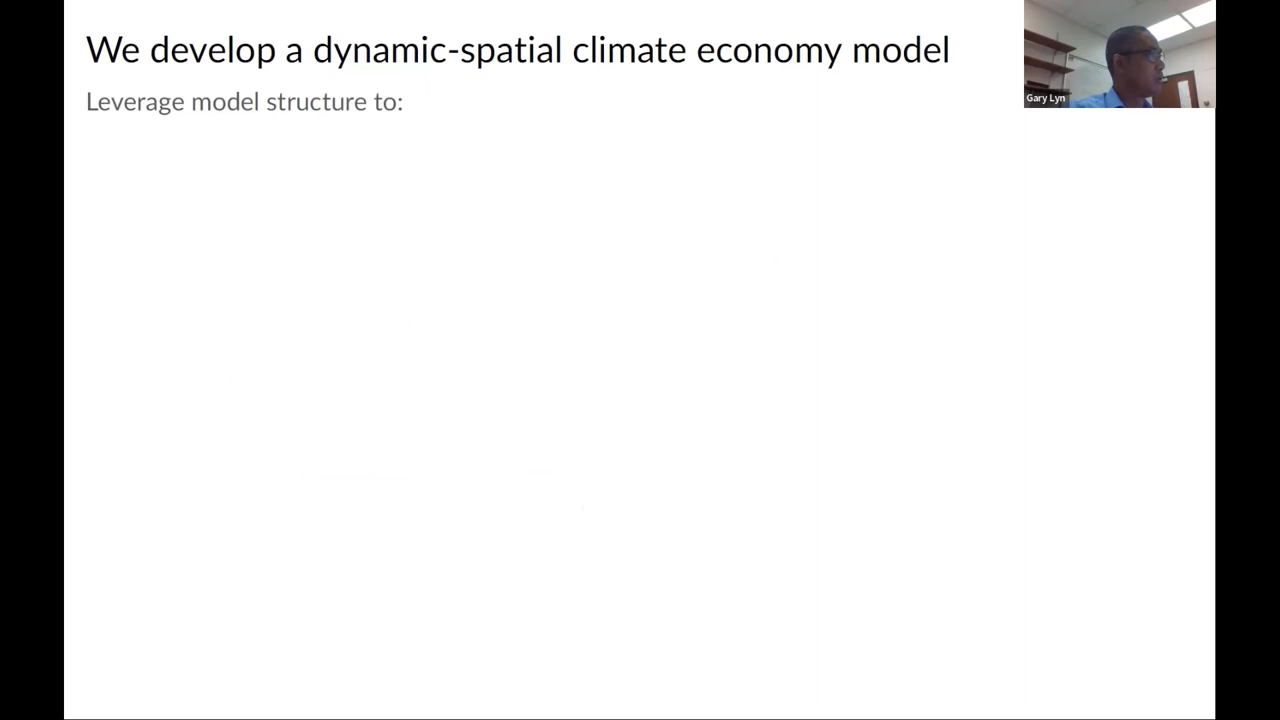 We develop a dynamic-spatial climate economy model
Leverage model structure to:
Gary Lyn